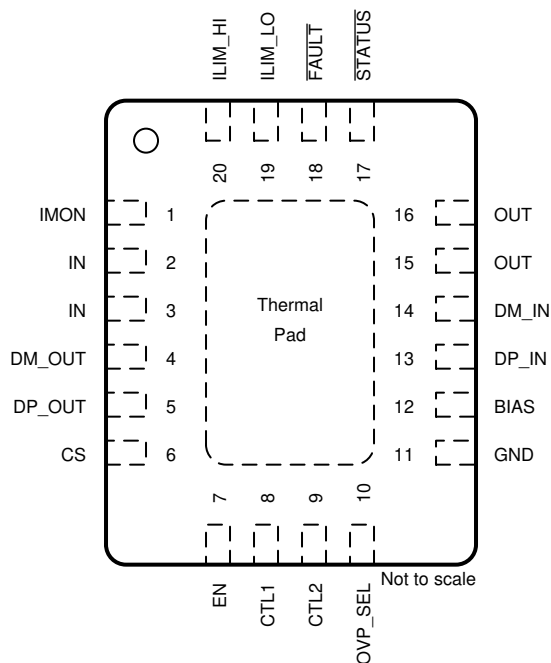 ILIM_HI
ILIM_LO
FAULT
STATUS
20
19
18
17
IMON 1 16 OUT
IN 2 15 OUT
IN 3 14 DM_IN
DM_OUT 4 13 DP_IN
DP_OUT 5 12 BIAS
CS 6 11 GND
Thermal
Pad
7
8
9
10
EN
CTL1
CTL2
OVP_SEL
Not to scale